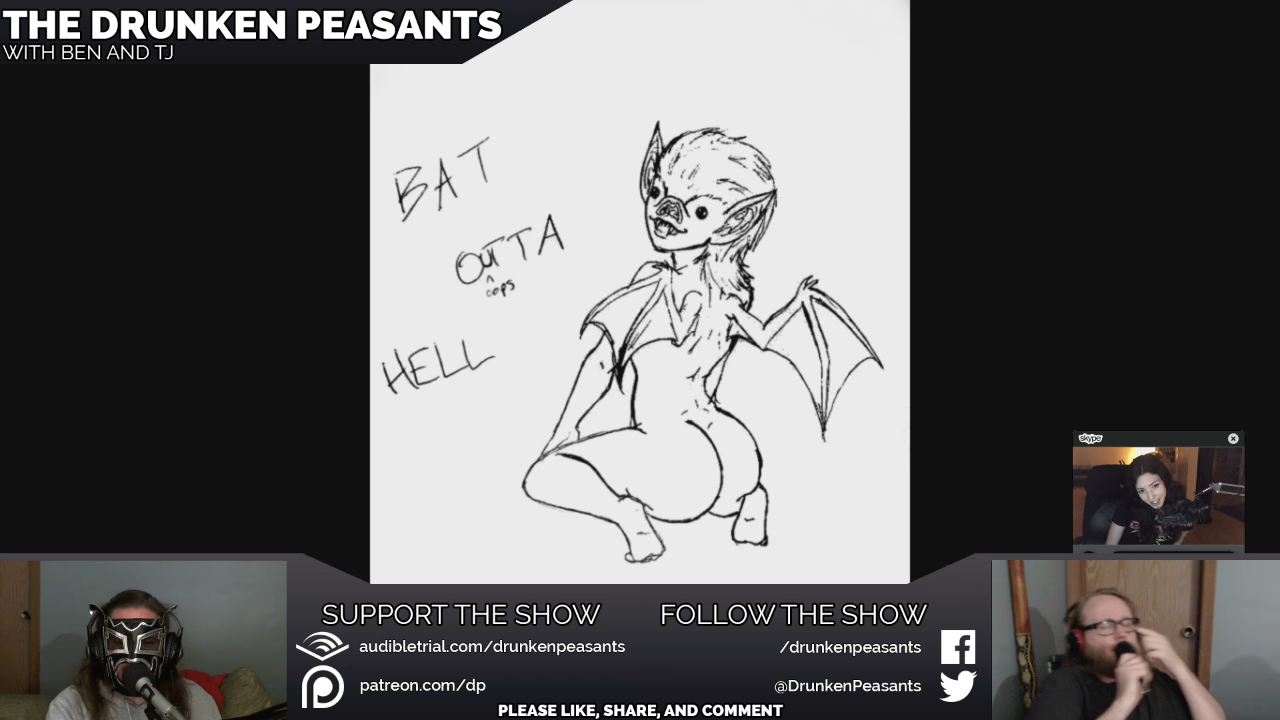 THE DRUNKEN PEASANTS
WITH BEN AND TJ
BAT
OUTTA
^
oops
HELL
skype
SUPPORT THE SHOW
audibletrial.com/drunkenpeasants
patreon.com/dp
FOLLOW THE SHOW
/drunkenpeasants
@DrunkenPeasants
PLEASE LIKE, SHARE, AND COMMENT